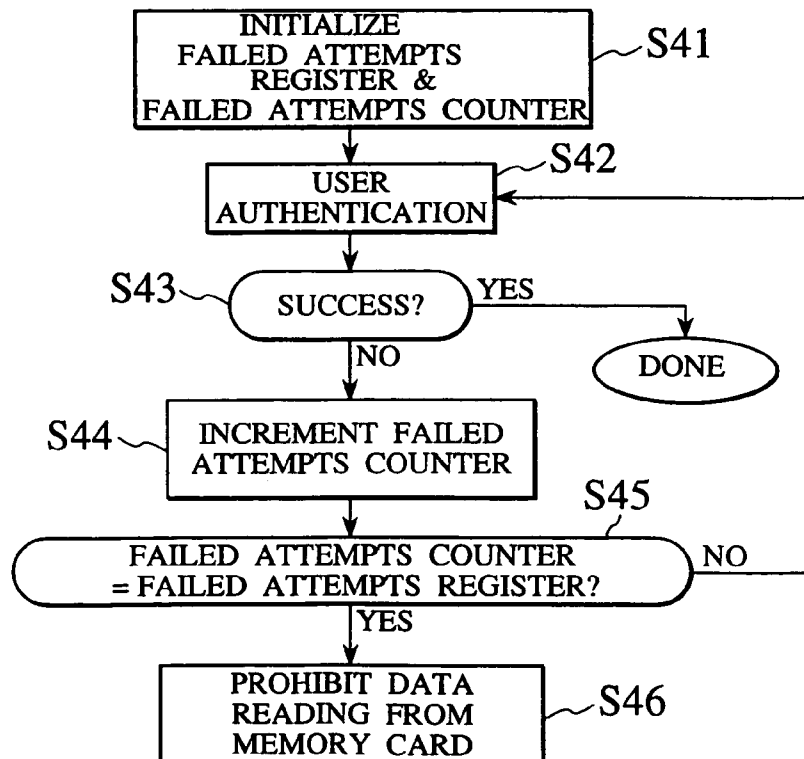 INITIALIZE
FAILED ATTEMPTS
REGISTER &
FAILED ATTEMPTS COUNTER
S41
S42
USER
AUTHENTICATION
S43
SUCCESS?
YES
NO
DONE
S44
INCREMENT FAILED
ATTEMPTS COUNTER
S45
FAILED ATTEMPTS COUNTER
= FAILED ATTEMPTS REGISTER?
NO
YES
PROHIBIT DATA
READING FROM
MEMORY CARD
S46